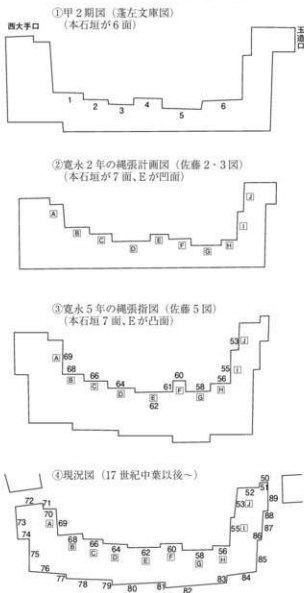 ①甲２期図（蓬左文庫図）
（本石垣が６面）
西大手口
玉造口
1 2 3 4 5 6
②寛永２年の縄張計画図（佐藤２・３図）
（本石垣が７面、Ｅが凹面）
A B C D E F G H I J
③寛永５年の縄張指図（佐藤５図）
（本石垣７面、Ｅが凸面）
A 69 68 B 66 C 64 D E 62 61 60 F 58 G 56 H 55 I 53 J
④現況図（17世紀中葉以後～）
72 71 70 A 69 68 B 66 C 64 D 62 E 60 F 58 G 56 H 55 I 53 J 52 51 50
73 74 75 76 77 78 79 80 81 82 83 84 85 86 87 88 89